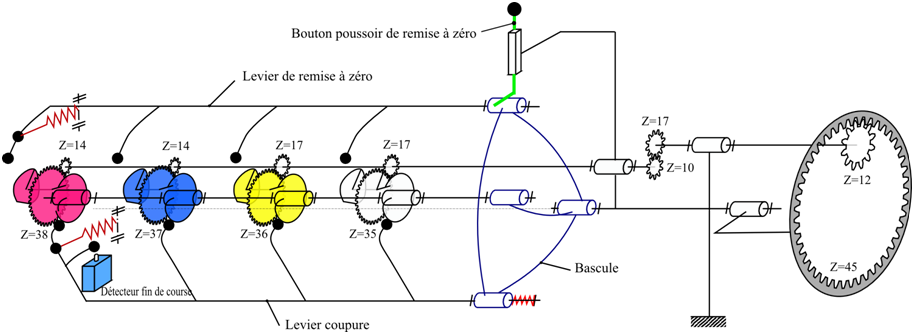 Bouton poussoir de remise à zéro
Levier de remise à zéro
Z=14
Z=14
Z=17
Z=17
Z=17
Z=10
Z=12
Z=38
Z=37
Z=36
Z=35
Z=45
Bascule
Détecteur fin de course
Levier coupure